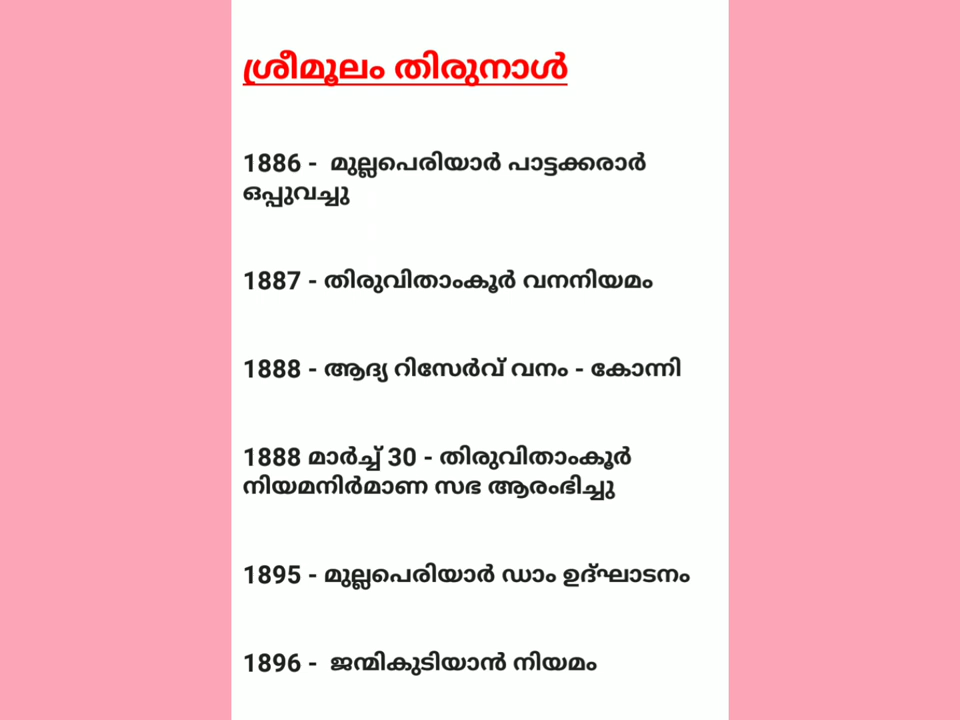 ശ്രീമൂലം തിരുനാൾ
1886 - മുല്ലപെരിയാർ പാട്ടക്കരാർ
ഒപ്പുവച്ചു
1887 - തിരുവിതാംകൂർ വനനിയമം
1888 - ആദ്യ റിസേർവ് വനം - കോന്നി
1888 മാർച്ച് 30 - തിരുവിതാംകൂർ
നിയമനിർമാണ സഭ ആരംഭിച്ചു
1895 - മുല്ലപെരിയാർ ഡാം ഉദ്ഘാടനം
1896 - ജന്മികുടിയാൻ നിയമം